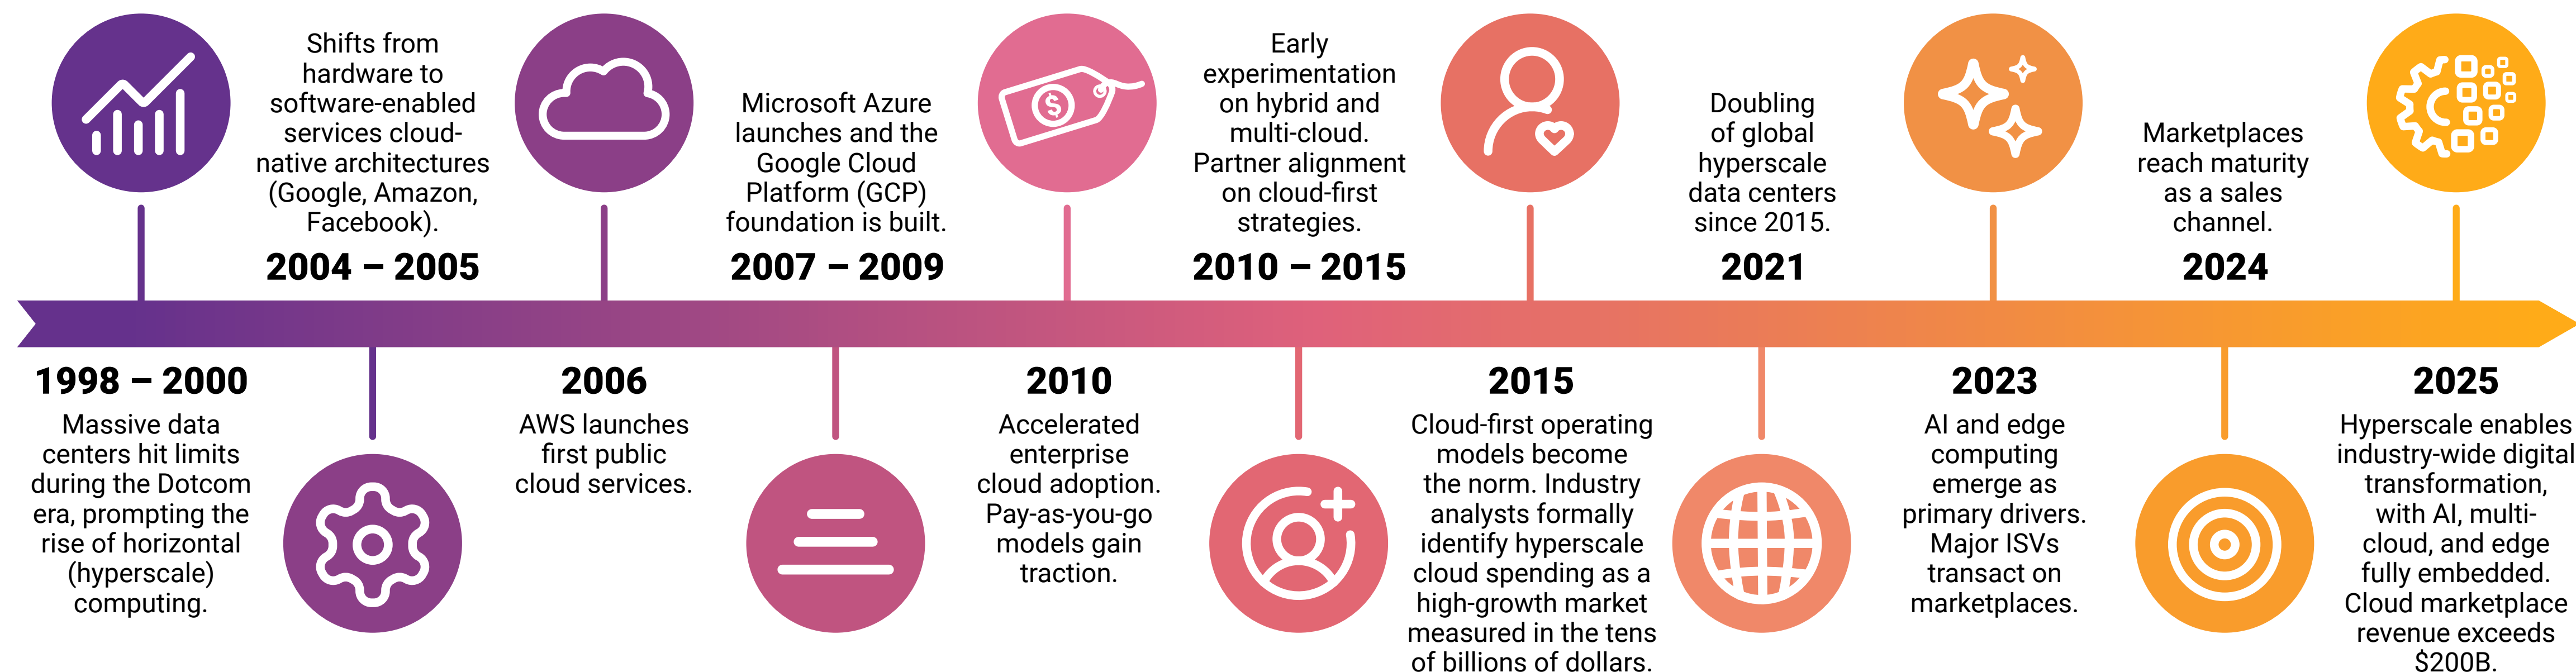 1998 – 2000
Massive data
centers hit limits
during the Dotcom
era, prompting the
rise of horizontal
(hyperscale)
computing.
Shifts from
hardware to
software-enabled
services cloud-
native architectures
(Google, Amazon,
Facebook).
2004 – 2005
2006
AWS launches
first public
cloud services.
Microsoft Azure
launches and the
Google Cloud
Platform (GCP)
foundation is built.
2007 – 2009
$
2010
Accelerated
enterprise
cloud adoption.
Pay-as-you-go
models gain
traction.
Early
experimentation
on hybrid and
multi-cloud.
Partner alignment
on cloud-first
strategies.
2010 – 2015
2015
Cloud-first operating
models become
the norm. Industry
analysts formally
identify hyperscale
cloud spending as a
high-growth market
measured in the tens
of billions of dollars.
Doubling
of global
hyperscale
data centers
since 2015.
2021
2023
AI and edge
computing
emerge as
primary drivers.
Major ISVs
transact on
marketplaces.
Marketplaces
reach maturity
as a sales
channel.
2024
2025
Hyperscale enables
industry-wide digital
transformation,
with AI, multi-
cloud, and edge
fully embedded.
Cloud marketplace
revenue exceeds
$200B.